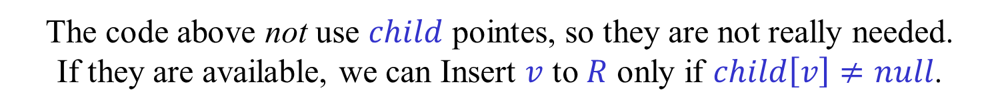 The code above not use child pointes, so they are not really needed.
If they are available, we can Insert v to R only if child[v] ≠ null.